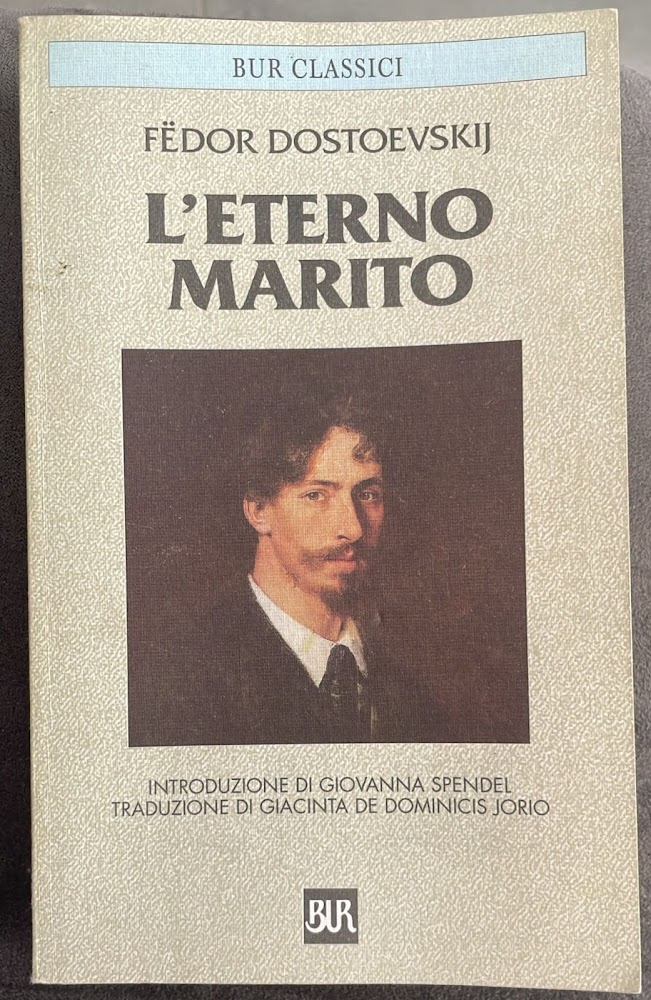 BUR CLASSICI
FËDOR DOSTOEVSKIJ
L'ETERNO
MARITO
INTRODUZIONE DI GIOVANNA SPENDEL
TRADUZIONE DI GIACINTA DE DOMINICIS JORIO
BUR